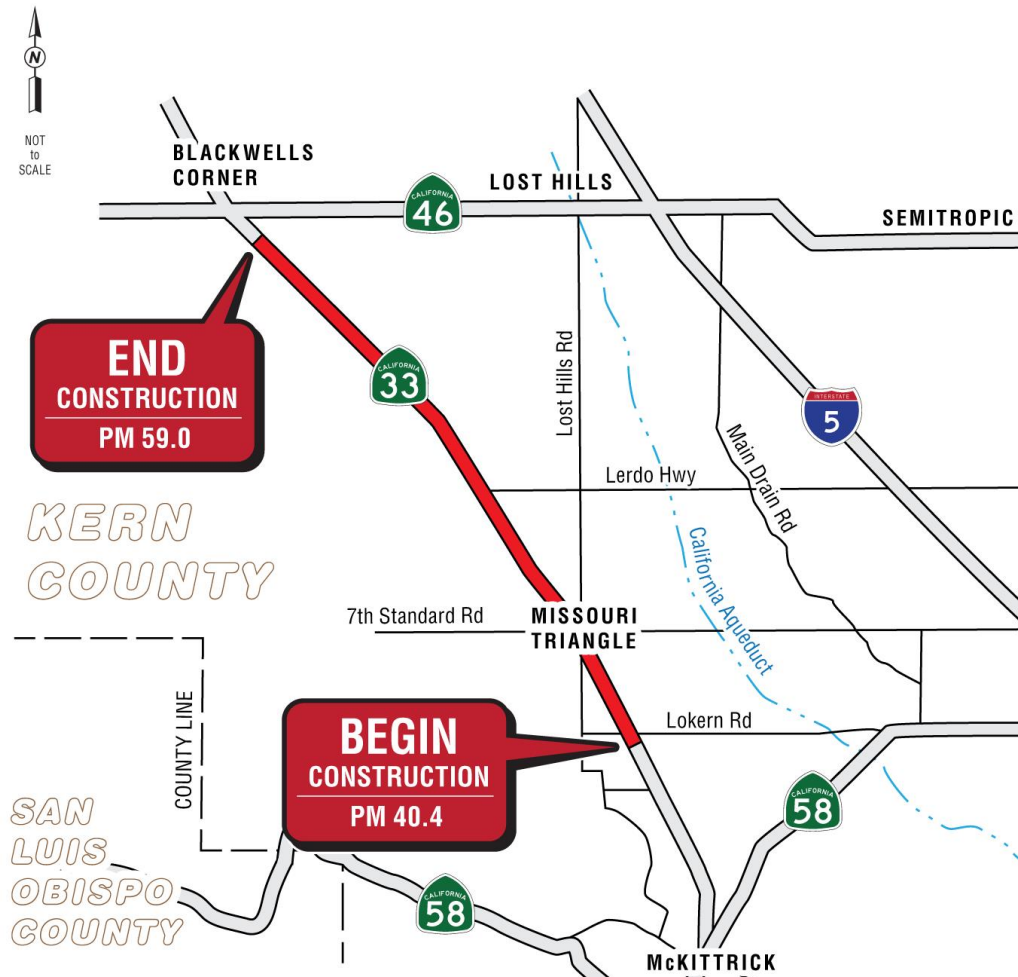 N
NOT
to
SCALE
BLACKWELLS
CORNER
CALIFORNIA
46
LOST HILLS
SEMITROPIC
END
CONSTRUCTION
PM 59.0
CALIFORNIA
33
Lost Hills Rd
INTERSTATE
5
Main Drain Rd
Lerdo Hwy
KERN
COUNTY
California Aqueduct
7th Standard Rd
MISSOURI
TRIANGLE
COUNTY LINE
BEGIN
CONSTRUCTION
PM 40.4
Lokern Rd
SAN
LUIS
OBISPO
COUNTY
CALIFORNIA
58
CALIFORNIA
58
McKITTRICK